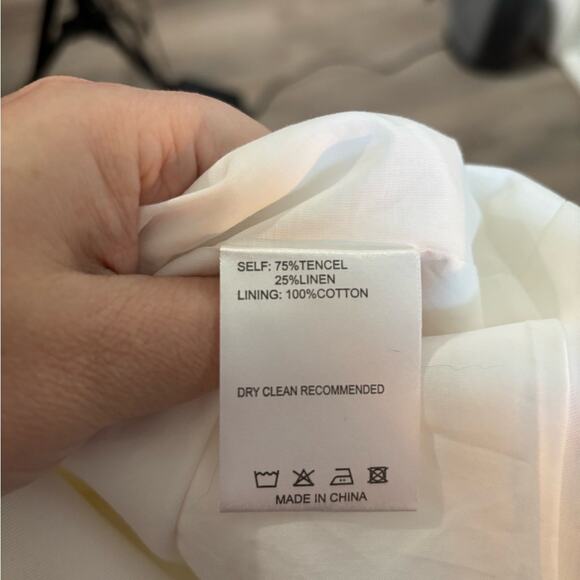 SELF: 75%TENCEL
25%LINEN
LINING: 100%COTTON
DRY CLEAN RECOMMENDED
MADE IN CHINA